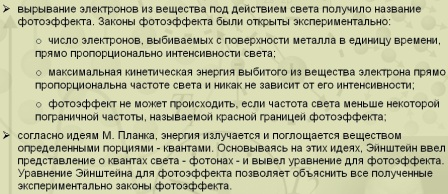 вырывание электронов из вещества под действием света получило название
фотоэффекта. Законы фотоэффекта были открыты экспериментально:
число электронов, выбиваемых с поверхности металла в единицу времени,
прямо пропорционально интенсивности света;
максимальная кинетическая энергия выбитого из вещества электрона прямо
пропорциональна частоте света и никак не зависит от его интенсивности;
фотоэффект не может происходить, если частота света меньше некоторой
пограничной частоты, называемой красной границей фотоэффекта;
согласно идеям М. Планка, энергия излучается и поглощается веществом
определенными порциями - квантами. Основываясь на этих идеях, Эйнштейн ввел
представление о квантах света - фотонах - и вывел уравнение для фотоэффекта.
Уравнение Эйнштейна для фотоэффекта позволяет объяснить все полученные
экспериментально законы фотоэффекта.